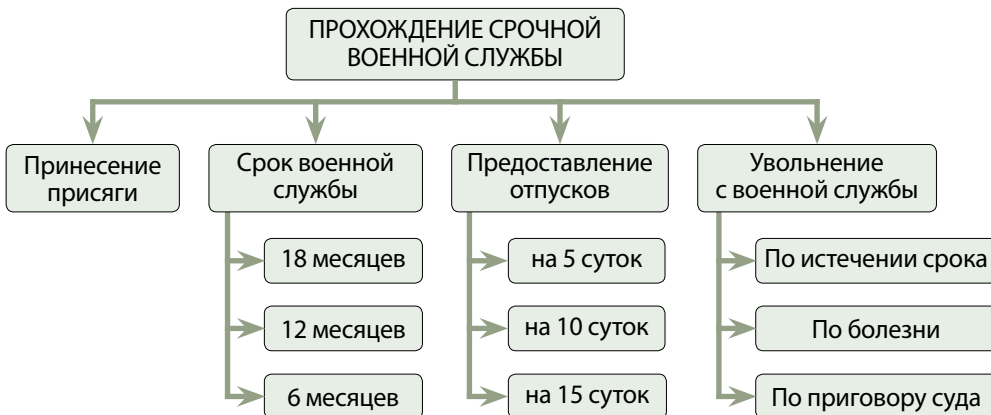 ПРОХОЖДЕНИЕ СРОЧНОЙ
ВОЕННОЙ СЛУЖБЫ
Принесение
присяги
Срок военной
службы
18 месяцев
12 месяцев
6 месяцев
Предоставление
отпусков
на 5 суток
на 10 суток
на 15 суток
Увольнение
с военной службы
По истечении срока
По болезни
По приговору суда